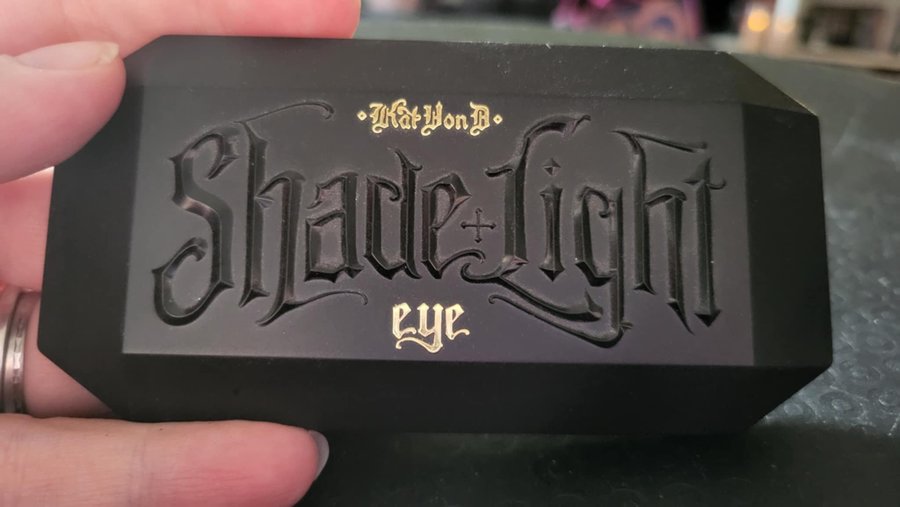 •Kat Von D•
Shade + Light
eye